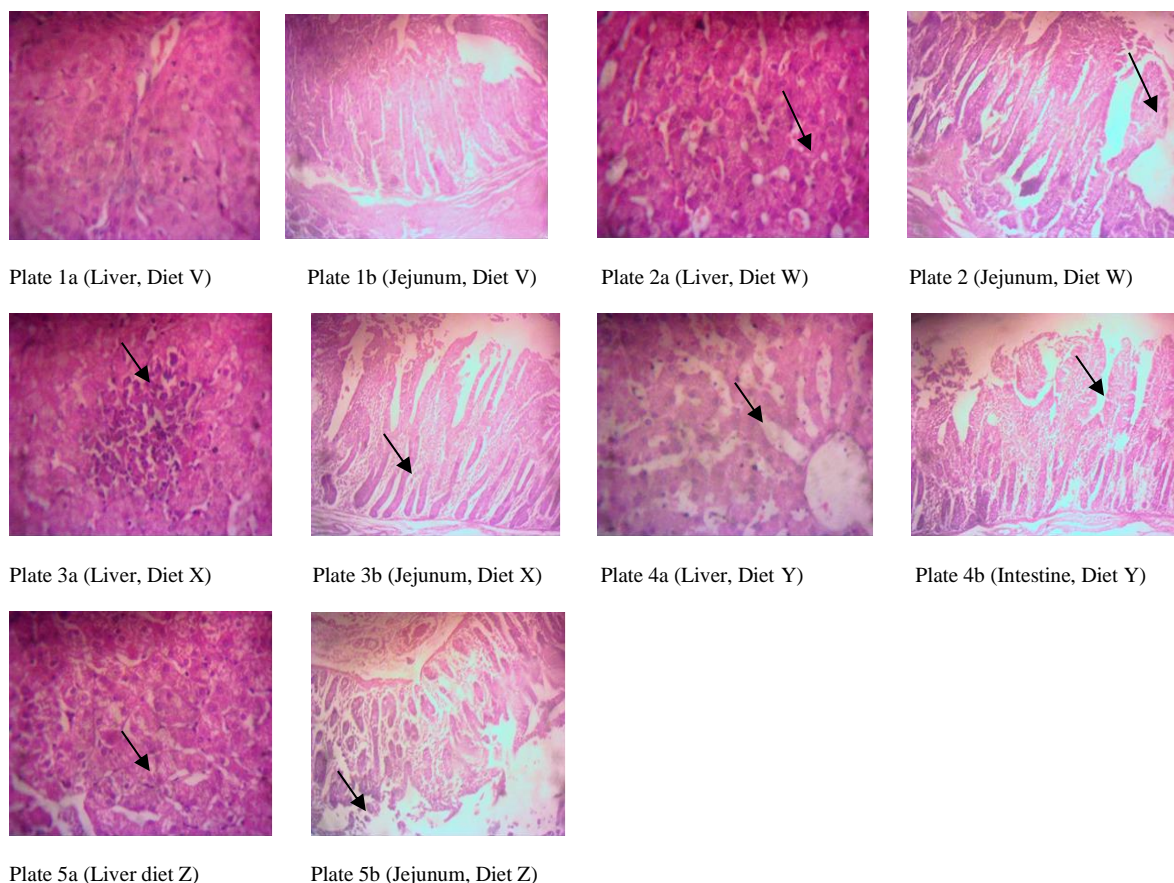 Plate 1a (Liver, Diet V) Plate 1b (Jejunum, Diet V) Plate 2a (Liver, Diet W) Plate 2 (Jejunum, Diet W)
Plate 3a (Liver, Diet X) Plate 3b (Jejunum, Diet X) Plate 4a (Liver, Diet Y) Plate 4b (Intestine, Diet Y)
Plate 5a (Liver diet Z) Plate 5b (Jejunum, Diet Z)